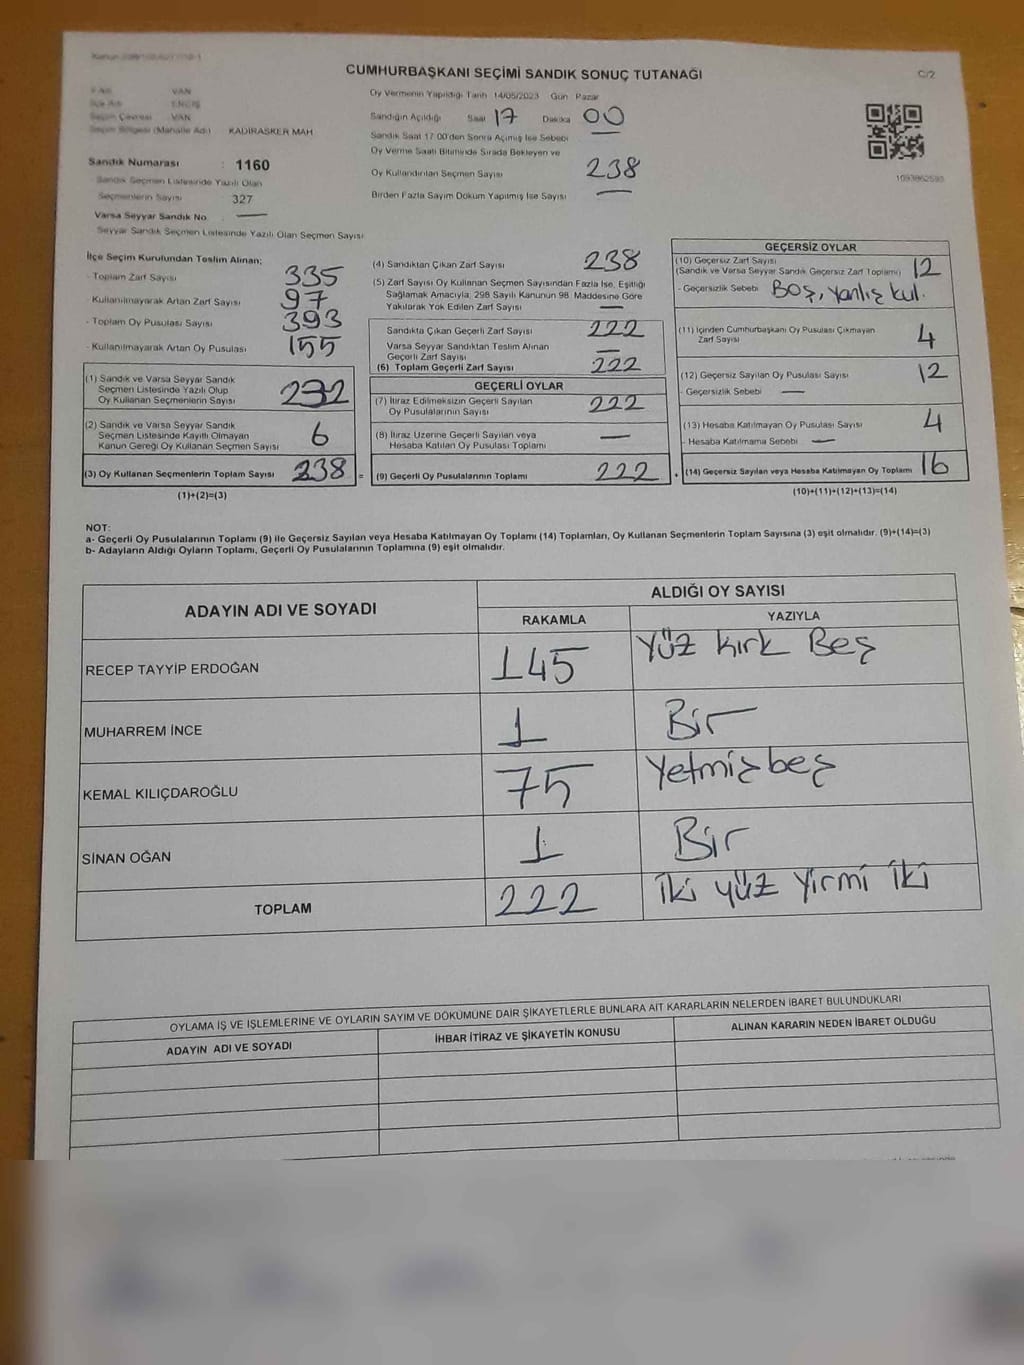 CUMHURBAŞKANI SEÇİMİ SANDIK SONUÇ TUTANAĞI
C/2
VAN
VAN
Seçim Çevresi
Seçim Bölgesi (Mahalle Adı) KADIRASKER MAH
Sandık Numarası : 1160
Sandık Seçmen Listesinde Yazılı Olan
Seçmenlerin Sayısı 327
Varsa Seyyar Sandık No —
Seyyar Sandık Seçmen Listesinde Yazılı Olan Seçmen Sayısı
Oy Vermenin Yapıldığı Tarih 14/05/2023 Gün Pazar
Sandığın Açıldığı Saat 17 Dakika 00
Sandık Saat 17:00'den Sonra Açılmış İse Sebebi —
Oy Verme Saati Bitiminde Sırada Bekleyen ve
Oy Kullandırılan Seçmen Sayısı 238
Birden Fazla Sayım Döküm Yapılmış İse Sayısı —
1093862593
İlçe Seçim Kurulundan Teslim Alınan;
- Toplam Zarf Sayısı 335
- Kullanılmayarak Artan Zarf Sayısı 97
- Toplam Oy Pusulası Sayısı 393
- Kullanılmayarak Artan Oy Pusulası 155
(1) Sandık ve Varsa Seyyar Sandık
Seçmen Listesinde Yazılı Olup
Oy Kullanan Seçmenlerin Sayısı 232
(2) Sandık ve Varsa Seyyar Sandık
Seçmen Listesine Kayıtlı Olmayan
Kanun Gereği Oy Kullanan Seçmen Sayısı 6
(3) Oy Kullanan Seçmenlerin Toplam Sayısı 238 =
(1)+(2)=(3)
(4) Sandıktan Çıkan Zarf Sayısı 238
(5) Zarf Sayısı Oy Kullanan Seçmen Sayısından Fazla İse, Eşitliği
Sağlamak Amacıyla, 298 Sayılı Kanunun 98. Maddesine Göre
Yakılarak Yok Edilen Zarf Sayısı —
Sandıkta Çıkan Geçerli Zarf Sayısı 222
Varsa Seyyar Sandıktan Teslim Alınan
Geçerli Zarf Sayısı —
(6) Toplam Geçerli Zarf Sayısı 222
GEÇERLİ OYLAR
(7) İtiraz Edilmeksizin Geçerli Sayılan
Oy Pusulalarının Sayısı 222
(8) İtiraz Üzerine Geçerli Sayılan veya
Hesaba Katılan Oy Pusulası Toplamı —
(9) Geçerli Oy Pusulalarının Toplamı 222 +
GEÇERSİZ OYLAR
(10) Geçersiz Zarf Sayısı
(Sandık ve Varsa Seyyar Sandık Geçersiz Zarf Toplamı) 12
- Geçersizlik Sebebi Boş, Yanlış kul.
(11) İçinden Cumhurbaşkanı Oy Pusulası Çıkmayan
Zarf Sayısı 4
(12) Geçersiz Sayılan Oy Pusulası Sayısı 12
- Geçersizlik Sebebi —
(13) Hesaba Katılmayan Oy Pusulası Sayısı 4
- Hesaba Katılmama Sebebi —
(14) Geçersiz Sayılan veya Hesaba Katılmayan Oy Toplamı 16
(10)+(11)+(12)+(13)=(14)
NOT:
a- Geçerli Oy Pusulalarının Toplamı (9) ile Geçersiz Sayılan veya Hesaba Katılmayan Oy Toplamı (14) Toplamları, Oy Kullanan Seçmenlerin Toplam Sayısına (3) eşit olmalıdır. (9)+(14)=(3)
b- Adayların Aldığı Oyların Toplamı, Geçerli Oy Pusulalarının Toplamına (9) eşit olmalıdır.
ADAYIN ADI VE SOYADI ALDIĞI OY SAYISI
RAKAMLA YAZIYLA
RECEP TAYYİP ERDOĞAN 145 Yüz kırk Beş
MUHARREM İNCE 1 Bir
KEMAL KILIÇDAROĞLU 75 Yetmişbeş
SİNAN OĞAN 1 Bir
TOPLAM 222 İki yüz Yirmi İki
OYLAMA İŞ VE İŞLEMLERİNE VE OYLARIN SAYIM VE DÖKÜMÜNE DAİR ŞİKAYETLERLE BUNLARA AİT KARARLARIN NELERDEN İBARET BULUNDUKLARI
ADAYIN ADI VE SOYADI İHBAR İTİRAZ VE ŞİKAYETİN KONUSU ALINAN KARARIN NEDEN İBARET OLDUĞU